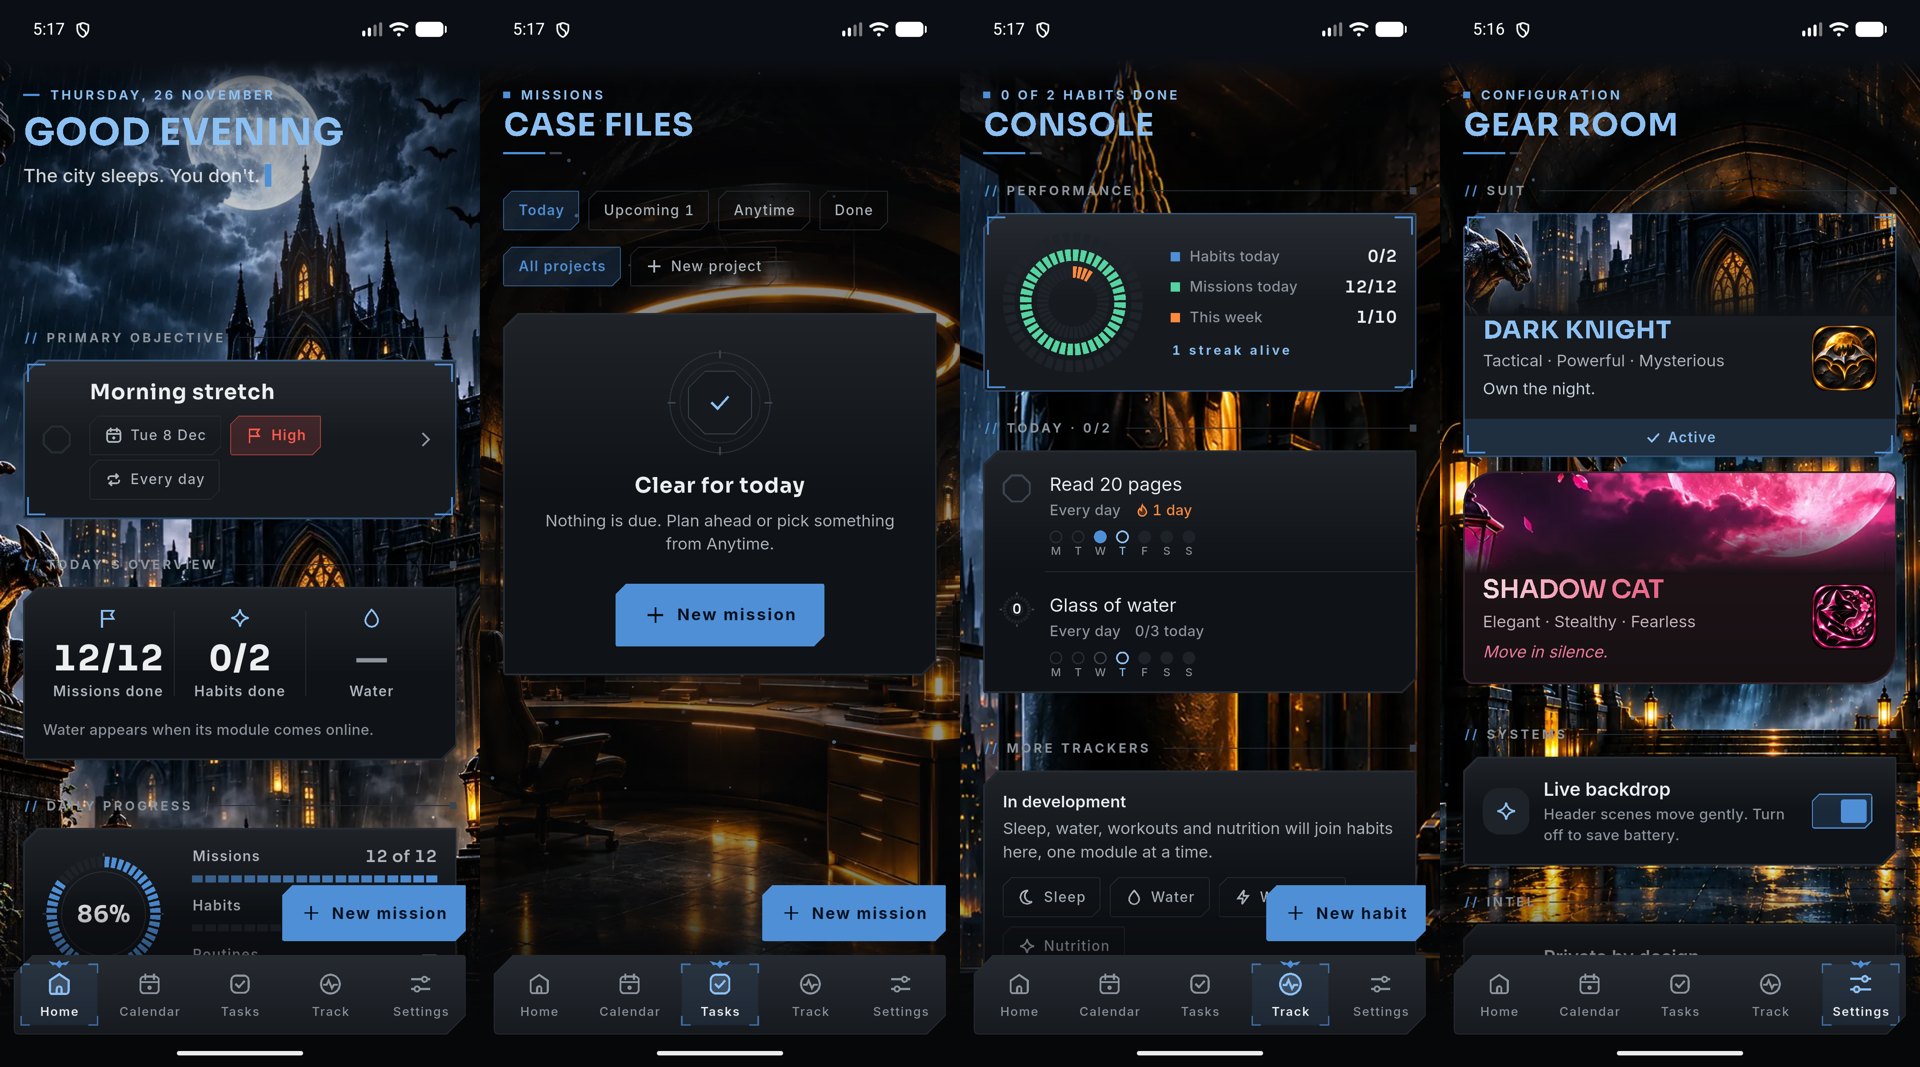 5:17
THURSDAY, 26 NOVEMBER
GOOD EVENING
The city sleeps. You don't.
// PRIMARY OBJECTIVE
Morning stretch
Tue 8 Dec
High
Every day
// TODAY'S OVERVIEW
12/12
Missions done
0/2
Habits done
—
Water
Water appears when its module comes online.
// DAILY PROGRESS
86%
Missions 12 of 12
Habits
Routines
+ New mission
Home
Calendar
Tasks
Track
Settings
5:17
MISSIONS
CASE FILES
Today
Upcoming 1
Anytime
Done
All projects
+ New project
Clear for today
Nothing is due. Plan ahead or pick something
from Anytime.
+ New mission
+ New mission
Home
Calendar
Tasks
Track
Settings
5:17
0 OF 2 HABITS DONE
CONSOLE
// PERFORMANCE
Habits today 0/2
Missions today 12/12
This week 1/10
1 streak alive
// TODAY · 0/2
Read 20 pages
Every day 1 day
M T W T F S S
0
Glass of water
Every day 0/3 today
M T W T F S S
// MORE TRACKERS
In development
Sleep, water, workouts and nutrition will join habits
here, one module at a time.
Sleep
Water
Nutrition
+ New habit
Home
Calendar
Tasks
Track
Settings
5:16
CONFIGURATION
GEAR ROOM
// SUIT
DARK KNIGHT
Tactical · Powerful · Mysterious
Own the night.
Active
SHADOW CAT
Elegant · Stealthy · Fearless
Move in silence.
// SYSTEMS
Live backdrop
Header scenes move gently. Turn
off to save battery.
// INTEL
Private by design
Home
Calendar
Tasks
Track
Settings